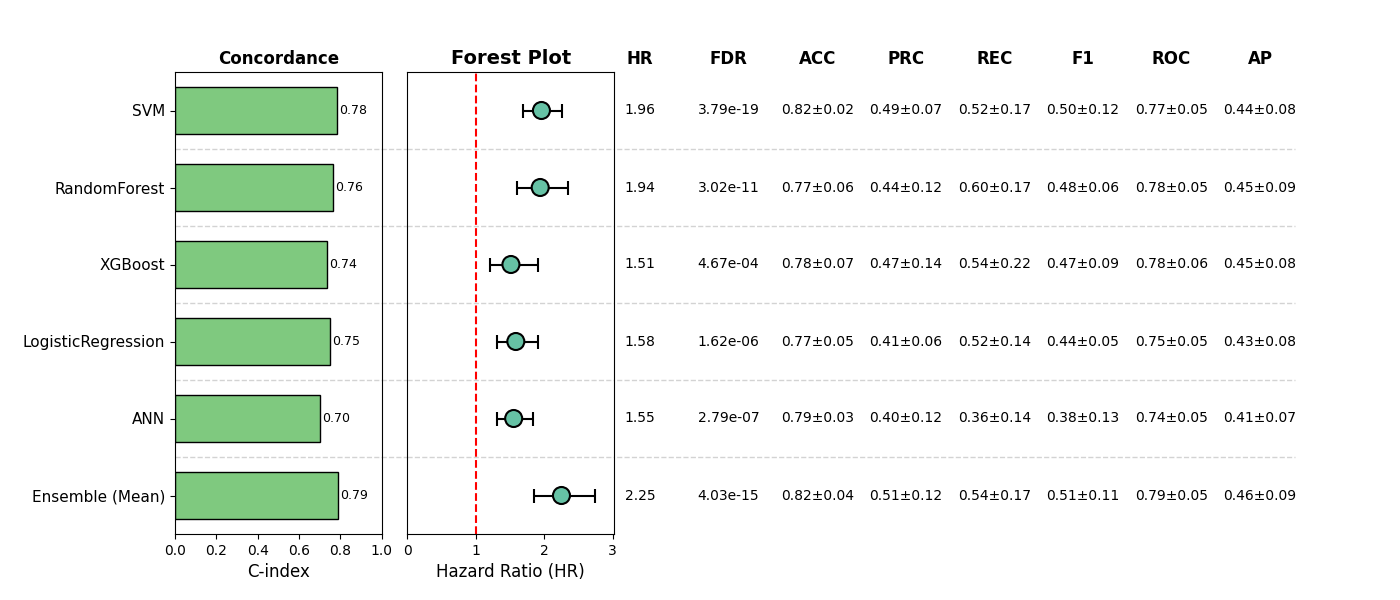 Concordance Forest Plot HR FDR ACC PRC REC F1 ROC AP
SVM 0.78 1.96 3.79e-19 0.82±0.02 0.49±0.07 0.52±0.17 0.50±0.12 0.77±0.05 0.44±0.08
RandomForest 0.76 1.94 3.02e-11 0.77±0.06 0.44±0.12 0.60±0.17 0.48±0.06 0.78±0.05 0.45±0.09
XGBoost 0.74 1.51 4.67e-04 0.78±0.07 0.47±0.14 0.54±0.22 0.47±0.09 0.78±0.06 0.45±0.08
LogisticRegression 0.75 1.58 1.62e-06 0.77±0.05 0.41±0.06 0.52±0.14 0.44±0.05 0.75±0.05 0.43±0.08
ANN 0.70 1.55 2.79e-07 0.79±0.03 0.40±0.12 0.36±0.14 0.38±0.13 0.74±0.05 0.41±0.07
Ensemble (Mean) 0.79 2.25 4.03e-15 0.82±0.04 0.51±0.12 0.54±0.17 0.51±0.11 0.79±0.05 0.46±0.09
0.0 0.2 0.4 0.6 0.8 1.0 0 1 2 3
C-index Hazard Ratio (HR)